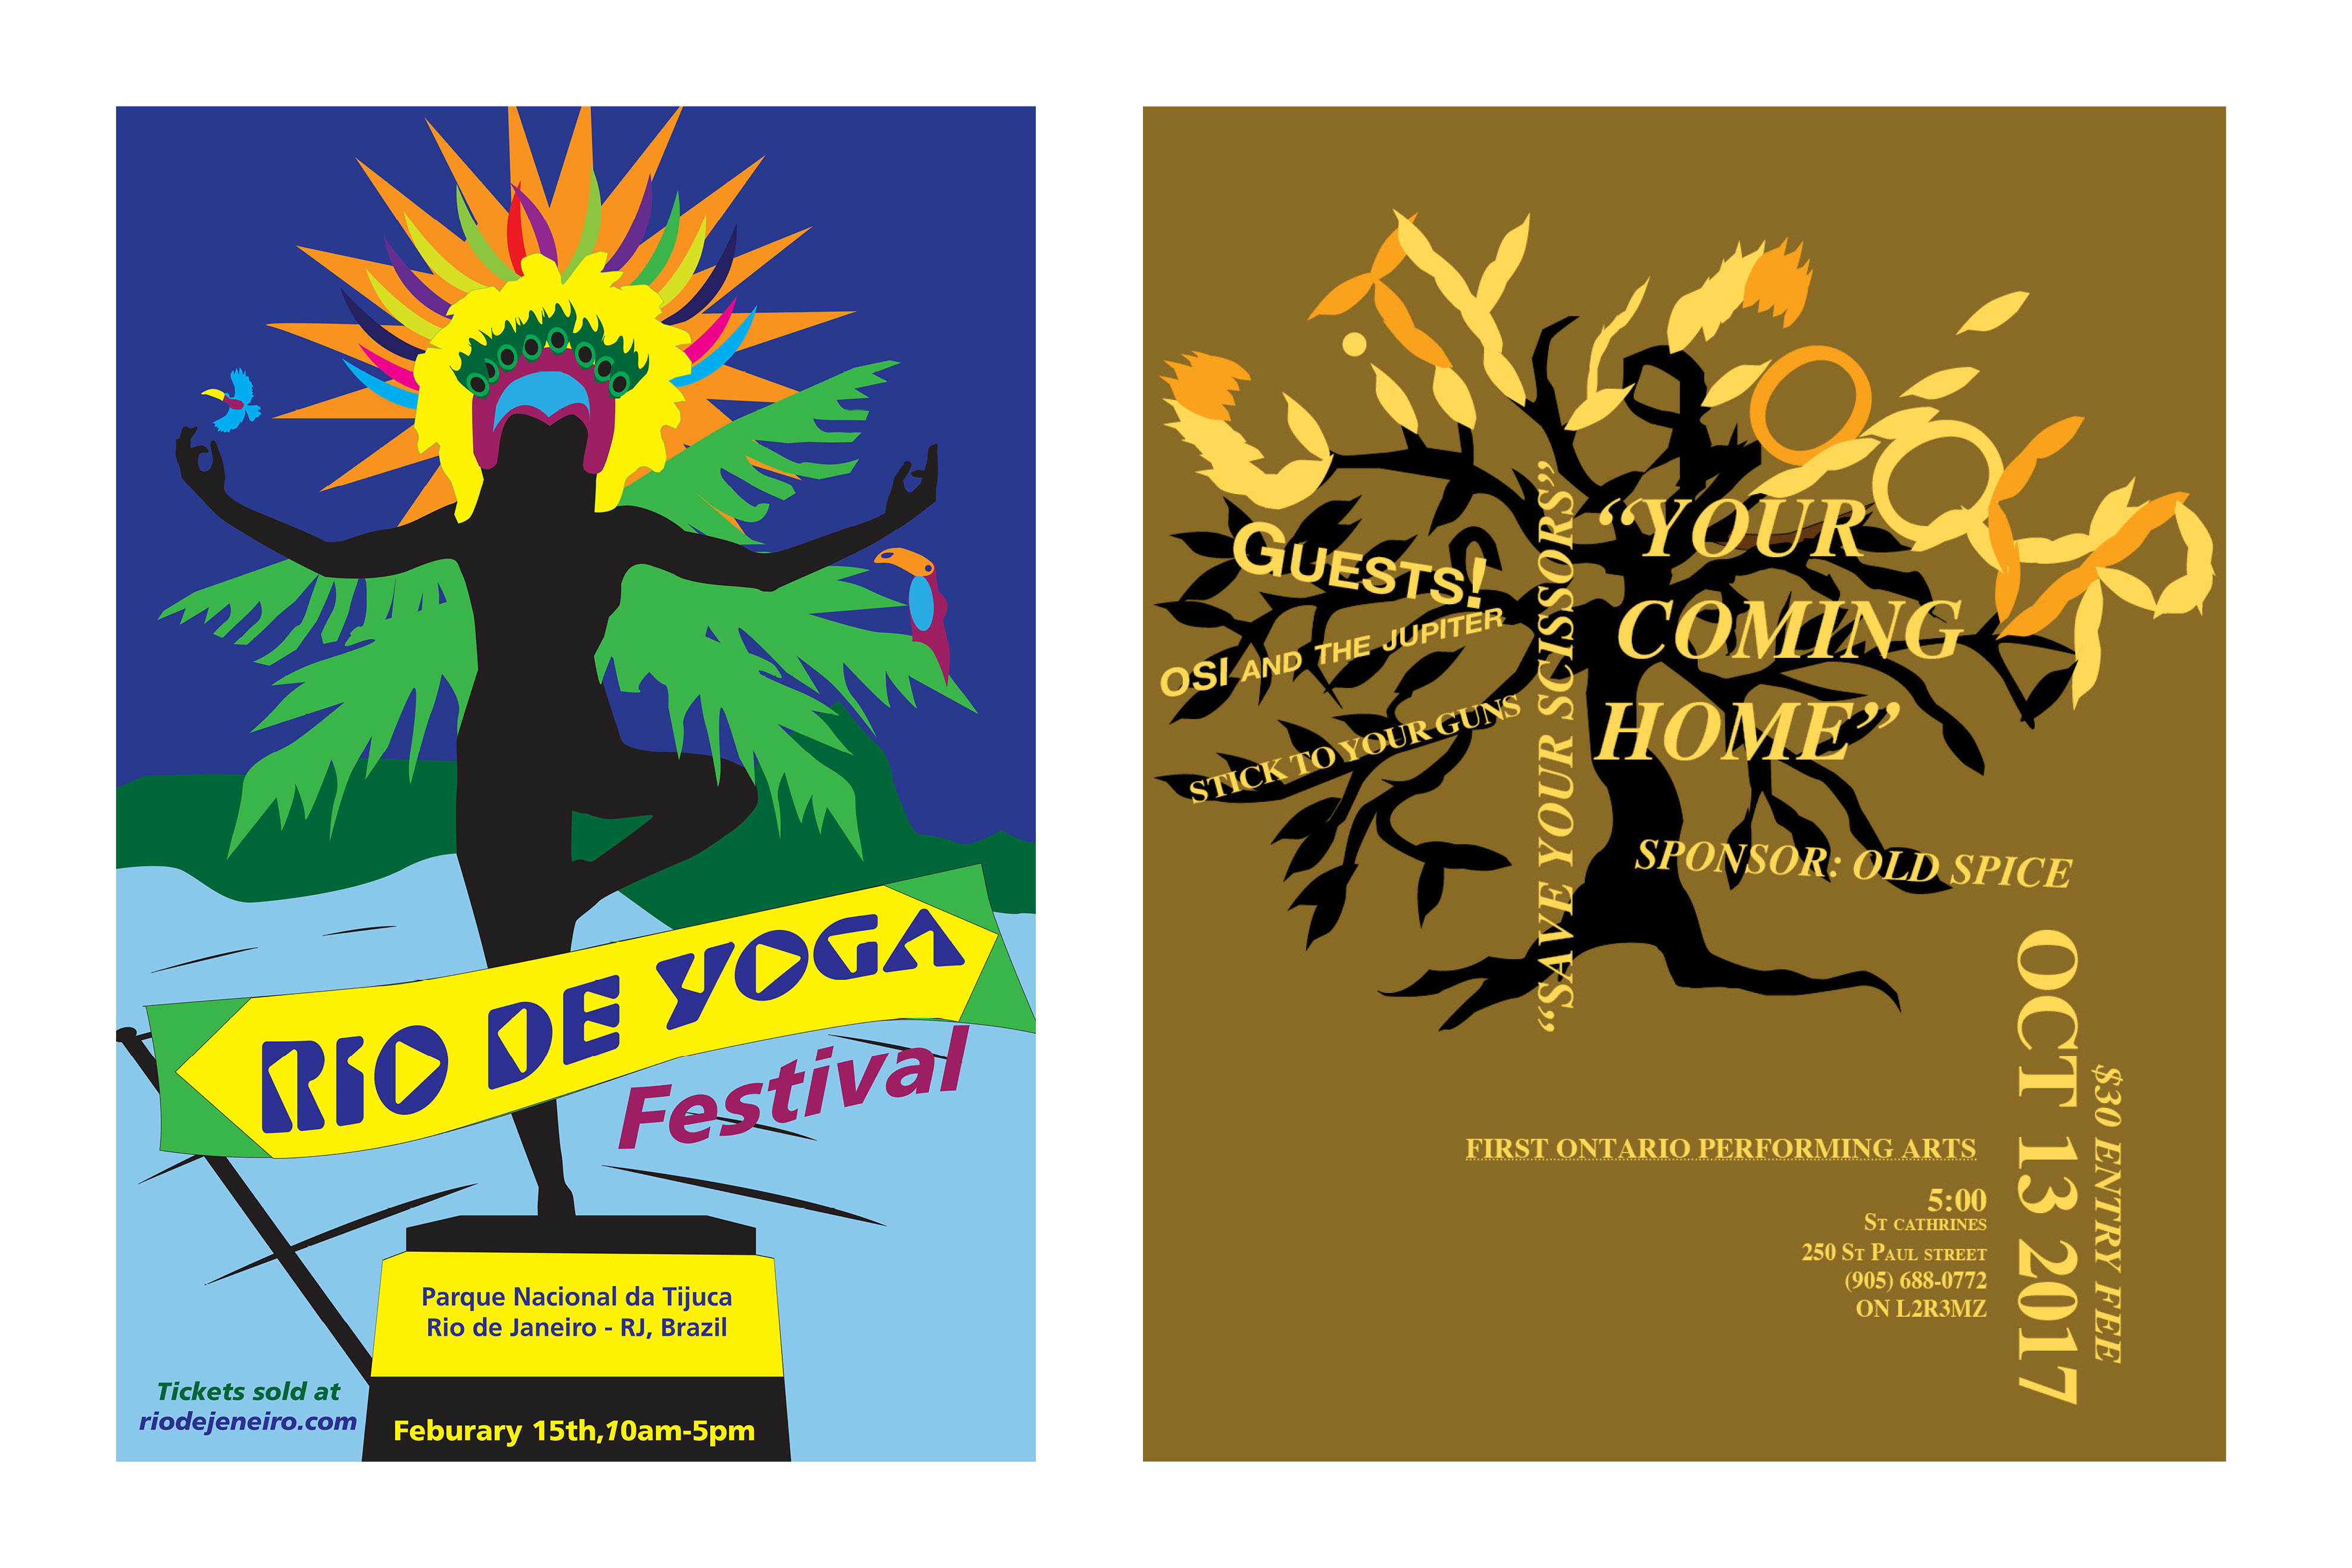 RIO DE YOGA
Festival
Parque Nacional da Tijuca
Rio de Janeiro - RJ, Brazil
Tickets sold at
riodejeneiro.com
Feburary 15th,10am-5pm
GUESTS!
OSI AND THE JUPITER
STICK TO YOUR GUNS
“SAVE YOUR SCISSORS”
“YOUR
COMING
HOME”
SPONSOR: OLD SPICE
OCT 13 2017
$30 ENTRY FEE
FIRST ONTARIO PERFORMING ARTS
5:00
ST CATHRINES
250 ST PAUL STREET
(905) 688-0772
ON L2R3MZ